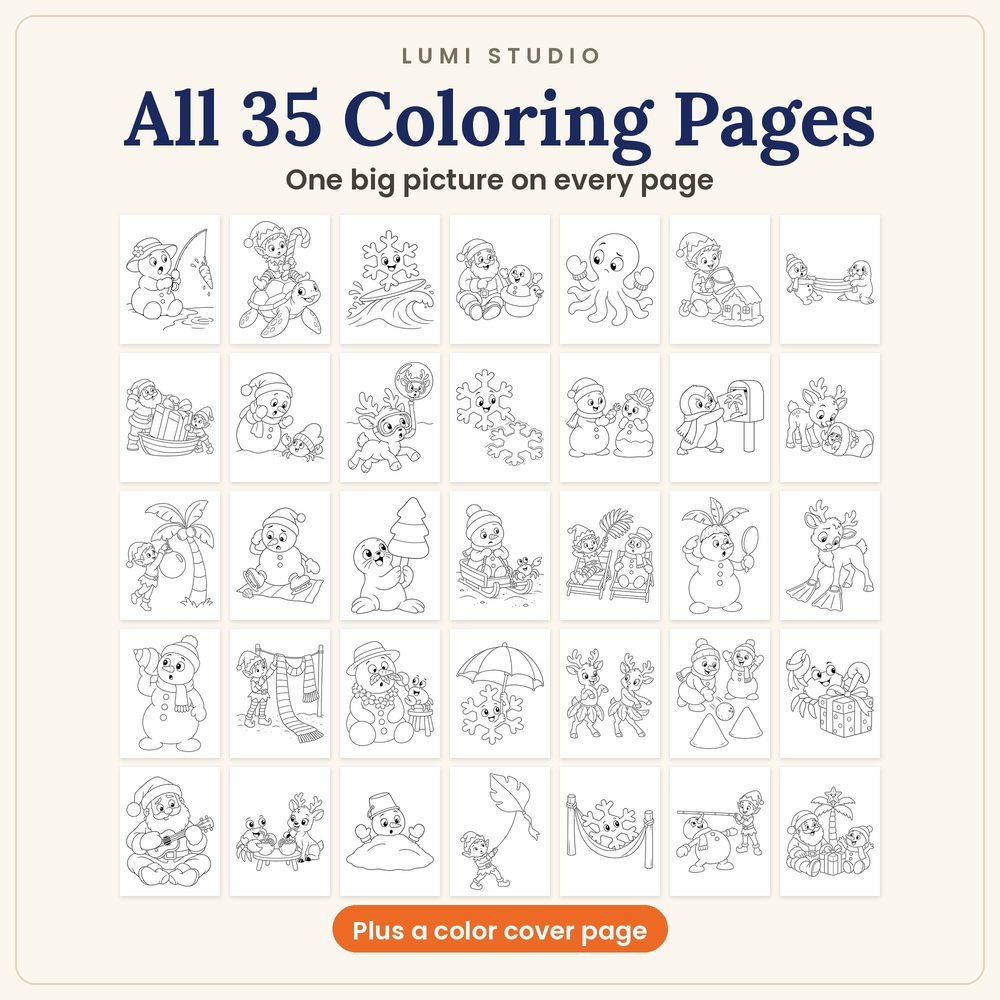 LUMI STUDIO
All 35 Coloring Pages
One big picture on every page
Plus a color cover page